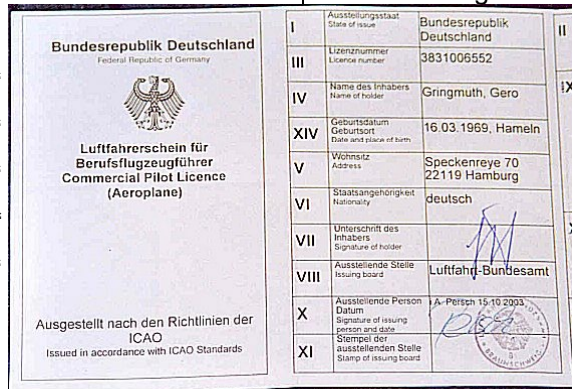 Bundesrepublik Deutschland
Federal Republic of Germany
Luftfahrerschein für
Berufsflugzeugführer
Commercial Pilot Licence
(Aeroplane)
Ausgestellt nach den Richtlinien der
ICAO
Issued in accordance with ICAO Standards
I
Ausstellungsstaat
State of issue
Bundesrepublik
Deutschland
III
Lizenznummer
Licence number
3831006552
IV
Name des Inhabers
Name of holder
Gringmuth, Gero
XIV
Geburtsdatum
Geburtsort
Date and place of birth
16.03.1969, Hameln
V
Wohnsitz
Address
Speckenreye 70
22119 Hamburg
VI
Staatsangehörigkeit
Nationality
deutsch
VII
Unterschrift des
Inhabers
Signature of holder
VIII
Ausstellende Stelle
Issuing board
Luftfahrt-Bundesamt
X
Ausstellende Person
Datum
Signature of issuing
person and date
A. Persch 15.10.2003
XI
Stempel der
ausstellenden Stelle
Stamp of issuing board
BRAUNSCHWEIG
II